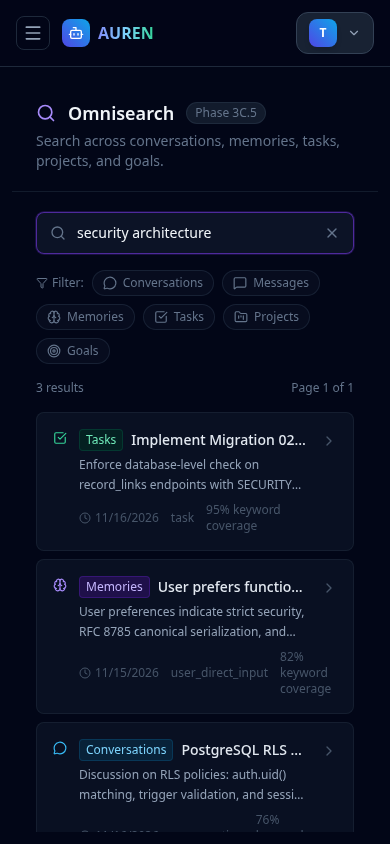 AUREN
T
Omnisearch Phase 3C.5
Search across conversations, memories, tasks,
projects, and goals.
security architecture
Filter: Conversations Messages
Memories Tasks Projects
Goals
3 results Page 1 of 1
Tasks Implement Migration 02...
Enforce database-level check on
record_links endpoints with SECURITY...
11/16/2026 task 95% keyword
coverage
Memories User prefers functio...
User preferences indicate strict security,
RFC 8785 canonical serialization, and...
11/15/2026 user_direct_input 82%
keyword
coverage
Conversations PostgreSQL RLS ...
Discussion on RLS policies: auth.uid()
matching, trigger validation, and sessi...
76%